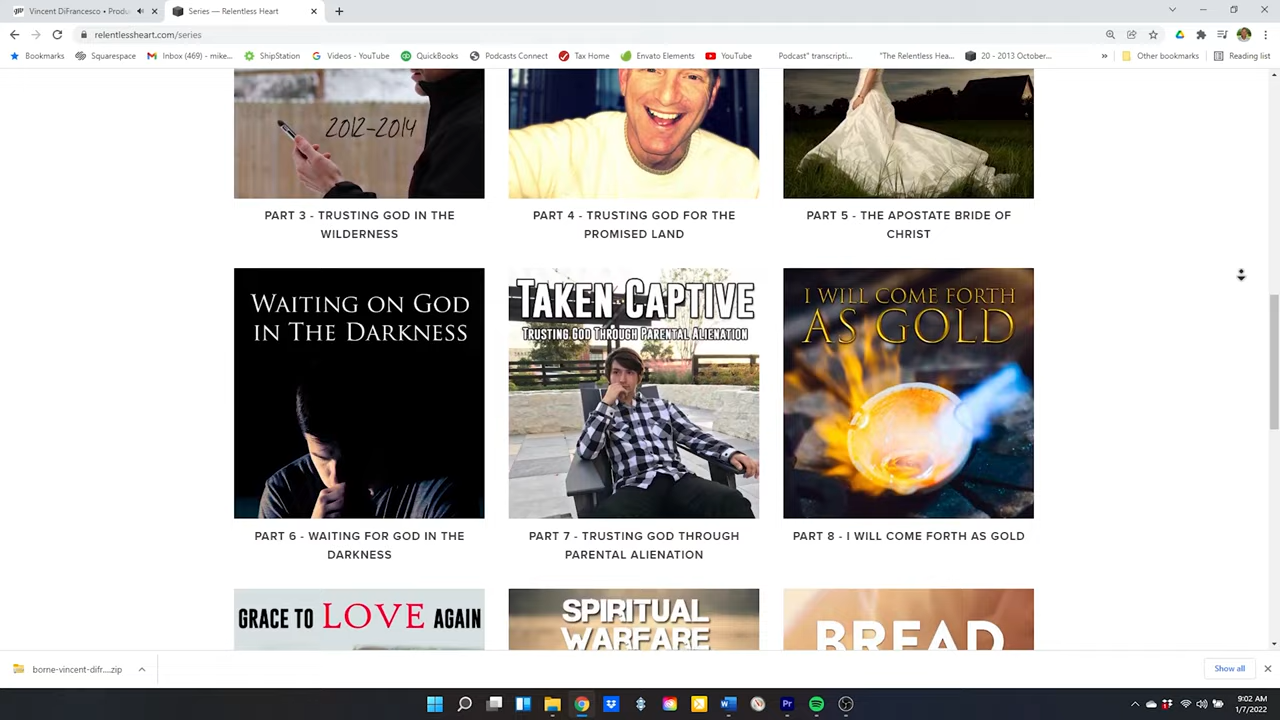 Vincent DiFrancesco • Produ
Series — Relentless Heart
relentlessheart.com/series
Bookmarks
Squarespace
Inbox (469) - mike...
ShipStation
Videos - YouTube
QuickBooks
Podcasts Connect
Tax Home
Envato Elements
YouTube
Podcast" transcripti...
"The Relentless Hea...
20 - 2013 October...
»
Other bookmarks
Reading list
2012-2014
PART 3 - TRUSTING GOD IN THE
WILDERNESS
PART 4 - TRUSTING GOD FOR THE
PROMISED LAND
PART 5 - THE APOSTATE BRIDE OF
CHRIST
WAITING ON GOD
IN THE DARKNESS
TAKEN CAPTIVE
TRUSTING GOD THROUGH PARENTAL ALIENATION
I WILL COME FORTH
AS GOLD
PART 6 - WAITING FOR GOD IN THE
DARKNESS
PART 7 - TRUSTING GOD THROUGH
PARENTAL ALIENATION
PART 8 - I WILL COME FORTH AS GOLD
GRACE TO LOVE AGAIN
SPIRITUAL
WARFARE
BREAD
borne-vincent-difr....zip
Show all
9:02 AM
1/7/2022